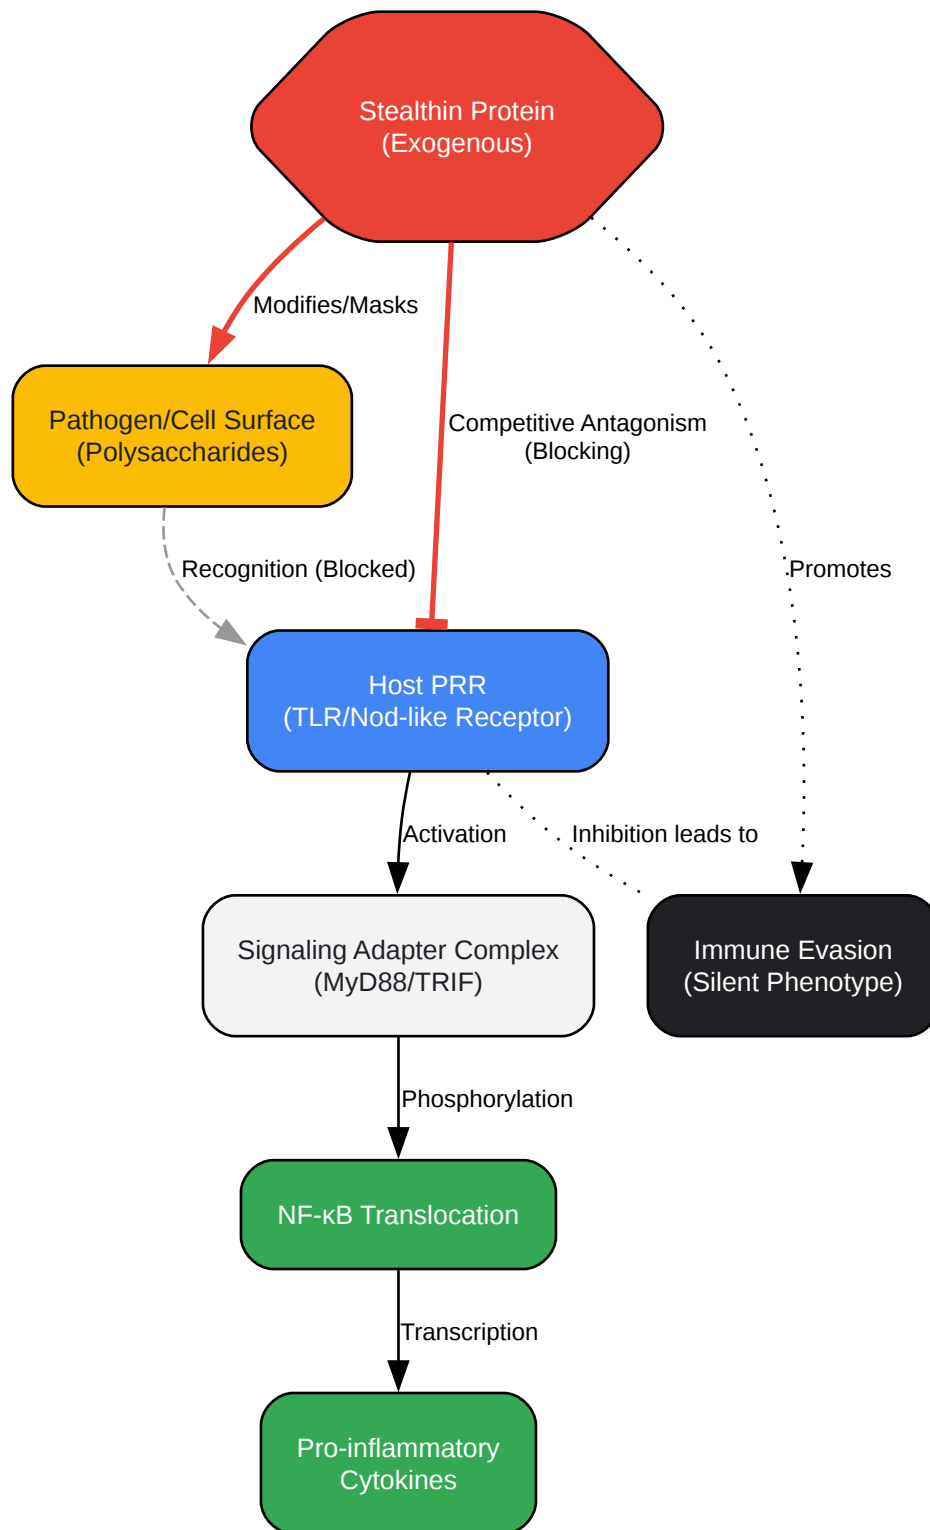 Stealthin Protein
(Exogenous)
Modifies/Masks
Pathogen/Cell Surface
(Polysaccharides)
Competitive Antagonism
(Blocking)
Recognition (Blocked)
Promotes
Host PRR
(TLR/Nod-like Receptor)
Activation
Inhibition leads to
Signaling Adapter Complex
(MyD88/TRIF)
Immune Evasion
(Silent Phenotype)
Phosphorylation
NF-κB Translocation
Transcription
Pro-inflammatory
Cytokines